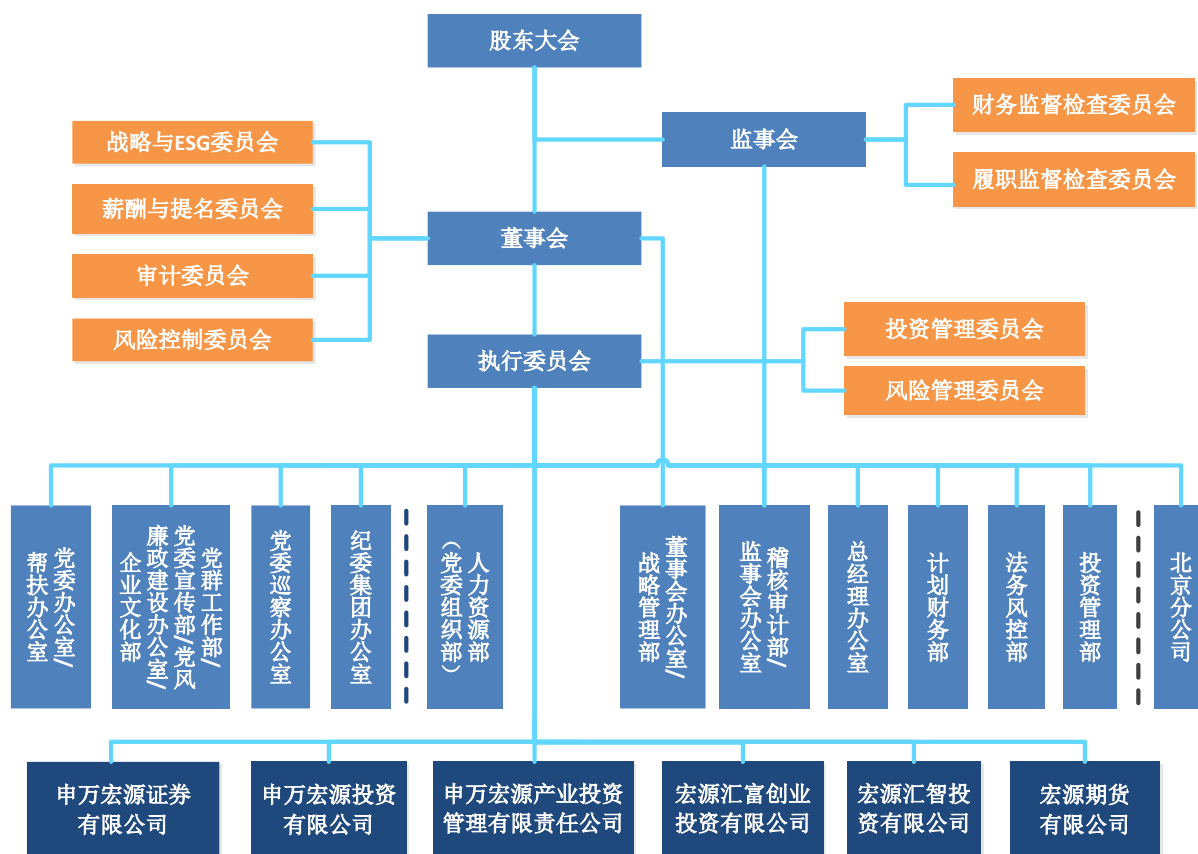 股东大会
监事会
财务监督检查委员会
履职监督检查委员会
战略与ESG委员会
薪酬与提名委员会
审计委员会
风险控制委员会
董事会
执行委员会
投资管理委员会
风险管理委员会
党委办公室/
帮扶办公室
党群工作部/
党委宣传部/党风
廉政建设办公室/
企业文化部
党委巡察办公室
纪委集团办公室
人力资源部
（党委组织部）
董事会办公室/
战略管理部
稽核审计部/
监事会办公室
总经理办公室
计划财务部
法务风控部
投资管理部
北京分公司
申万宏源证券
有限公司
申万宏源投资
有限公司
申万宏源产业投资
管理有限责任公司
宏源汇富创业
投资有限公司
宏源汇智投
资有限公司
宏源期货
有限公司